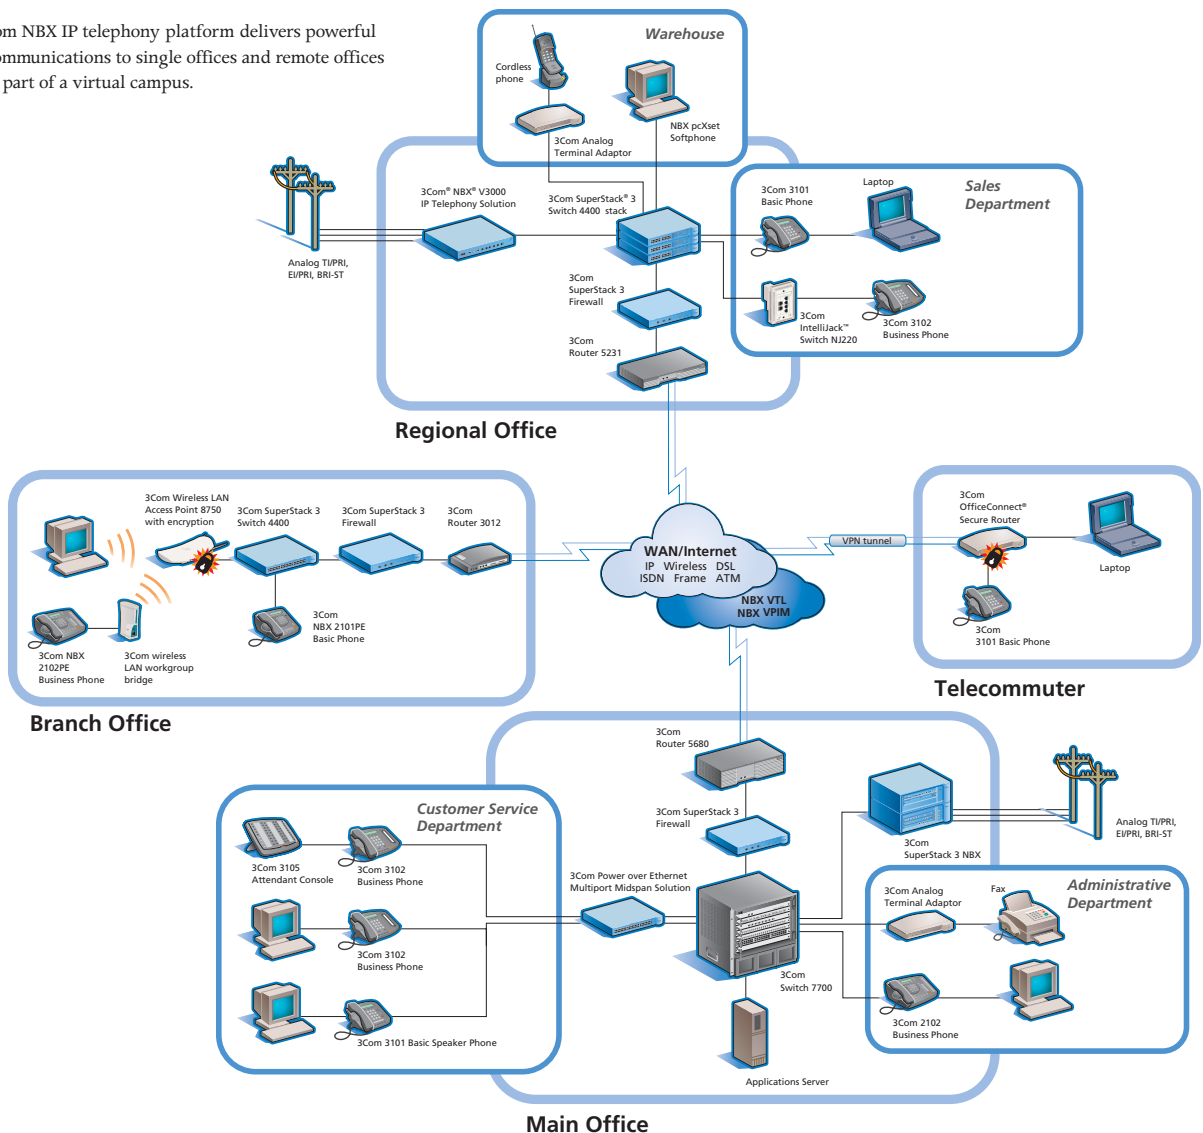 om NBX IP telephony platform delivers powerful
ommunications to single offices and remote offices
part of a virtual campus.
Warehouse
Cordless
phone
3Com Analog
Terminal Adaptor
NBX pcXset
Softphone
3Com® NBX® V3000
IP Telephony Solution
3Com SuperStack® 3
Switch 4400 stack
Analog TI/PRI,
EI/PRI, BRI-ST
3Com
SuperStack 3
Firewall
3Com
Router 5231
3Com 3101
Basic Phone
Laptop
Sales
Department
3Com
IntelliJack™
Switch NJ220
3Com 3102
Business Phone
Regional Office
3Com Wireless LAN
Access Point 8750
with encryption
3Com SuperStack 3
Switch 4400
3Com SuperStack 3
Firewall
3Com
Router 3012
3Com NBX
2102PE
Business Phone
3Com wireless
LAN workgroup
bridge
3Com
NBX 2101PE
Basic Phone
Branch Office
WAN/Internet
IP Wireless DSL
ISDN Frame ATM
NBX VTL
NBX VPIM
VPN tunnel
3Com
OfficeConnect®
Secure Router
Laptop
3Com
3101 Basic Phone
Telecommuter
3Com
Router 5680
3Com SuperStack 3
Firewall
3Com
SuperStack 3 NBX
Analog TI/PRI,
EI/PRI, BRI-ST
Customer Service
Department
3Com 3105
Attendant Console
3Com 3102
Business Phone
3Com 3102
Business Phone
3Com 3101 Basic Speaker Phone
3Com Power over Ethernet
Multiport Midspan Solution
3Com
Switch 7700
Applications Server
3Com Analog
Terminal Adaptor
Fax
Administrative
Department
3Com 2102
Business Phone
Main Office